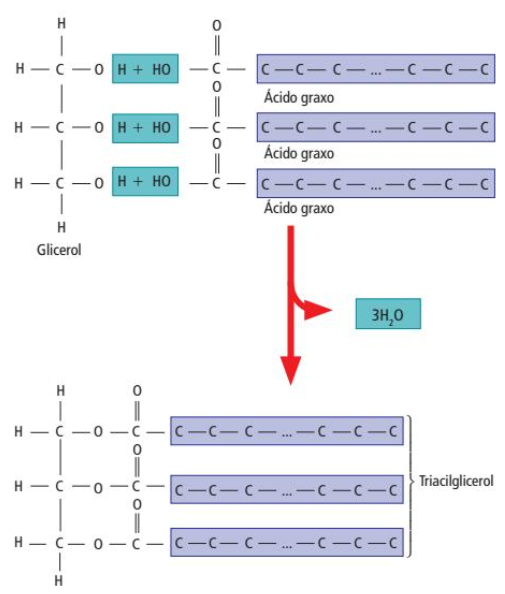 H O
H — C — O H + HO — C — C — C — C — ... — C — C — C
O
Ácido graxo
H — C — O H + HO — C — C — C — C — ... — C — C — C
O
Ácido graxo
H — C — O H + HO — C — C — C — C — ... — C — C — C
H
Ácido graxo
Glicerol
3H₂O
H O
H — C — O — C — C — C — C — ... — C — C — C
O
H — C — O — C — C — C — C — ... — C — C — C
Triacilglicerol
O
H — C — O — C — C — C — C — ... — C — C — C
H